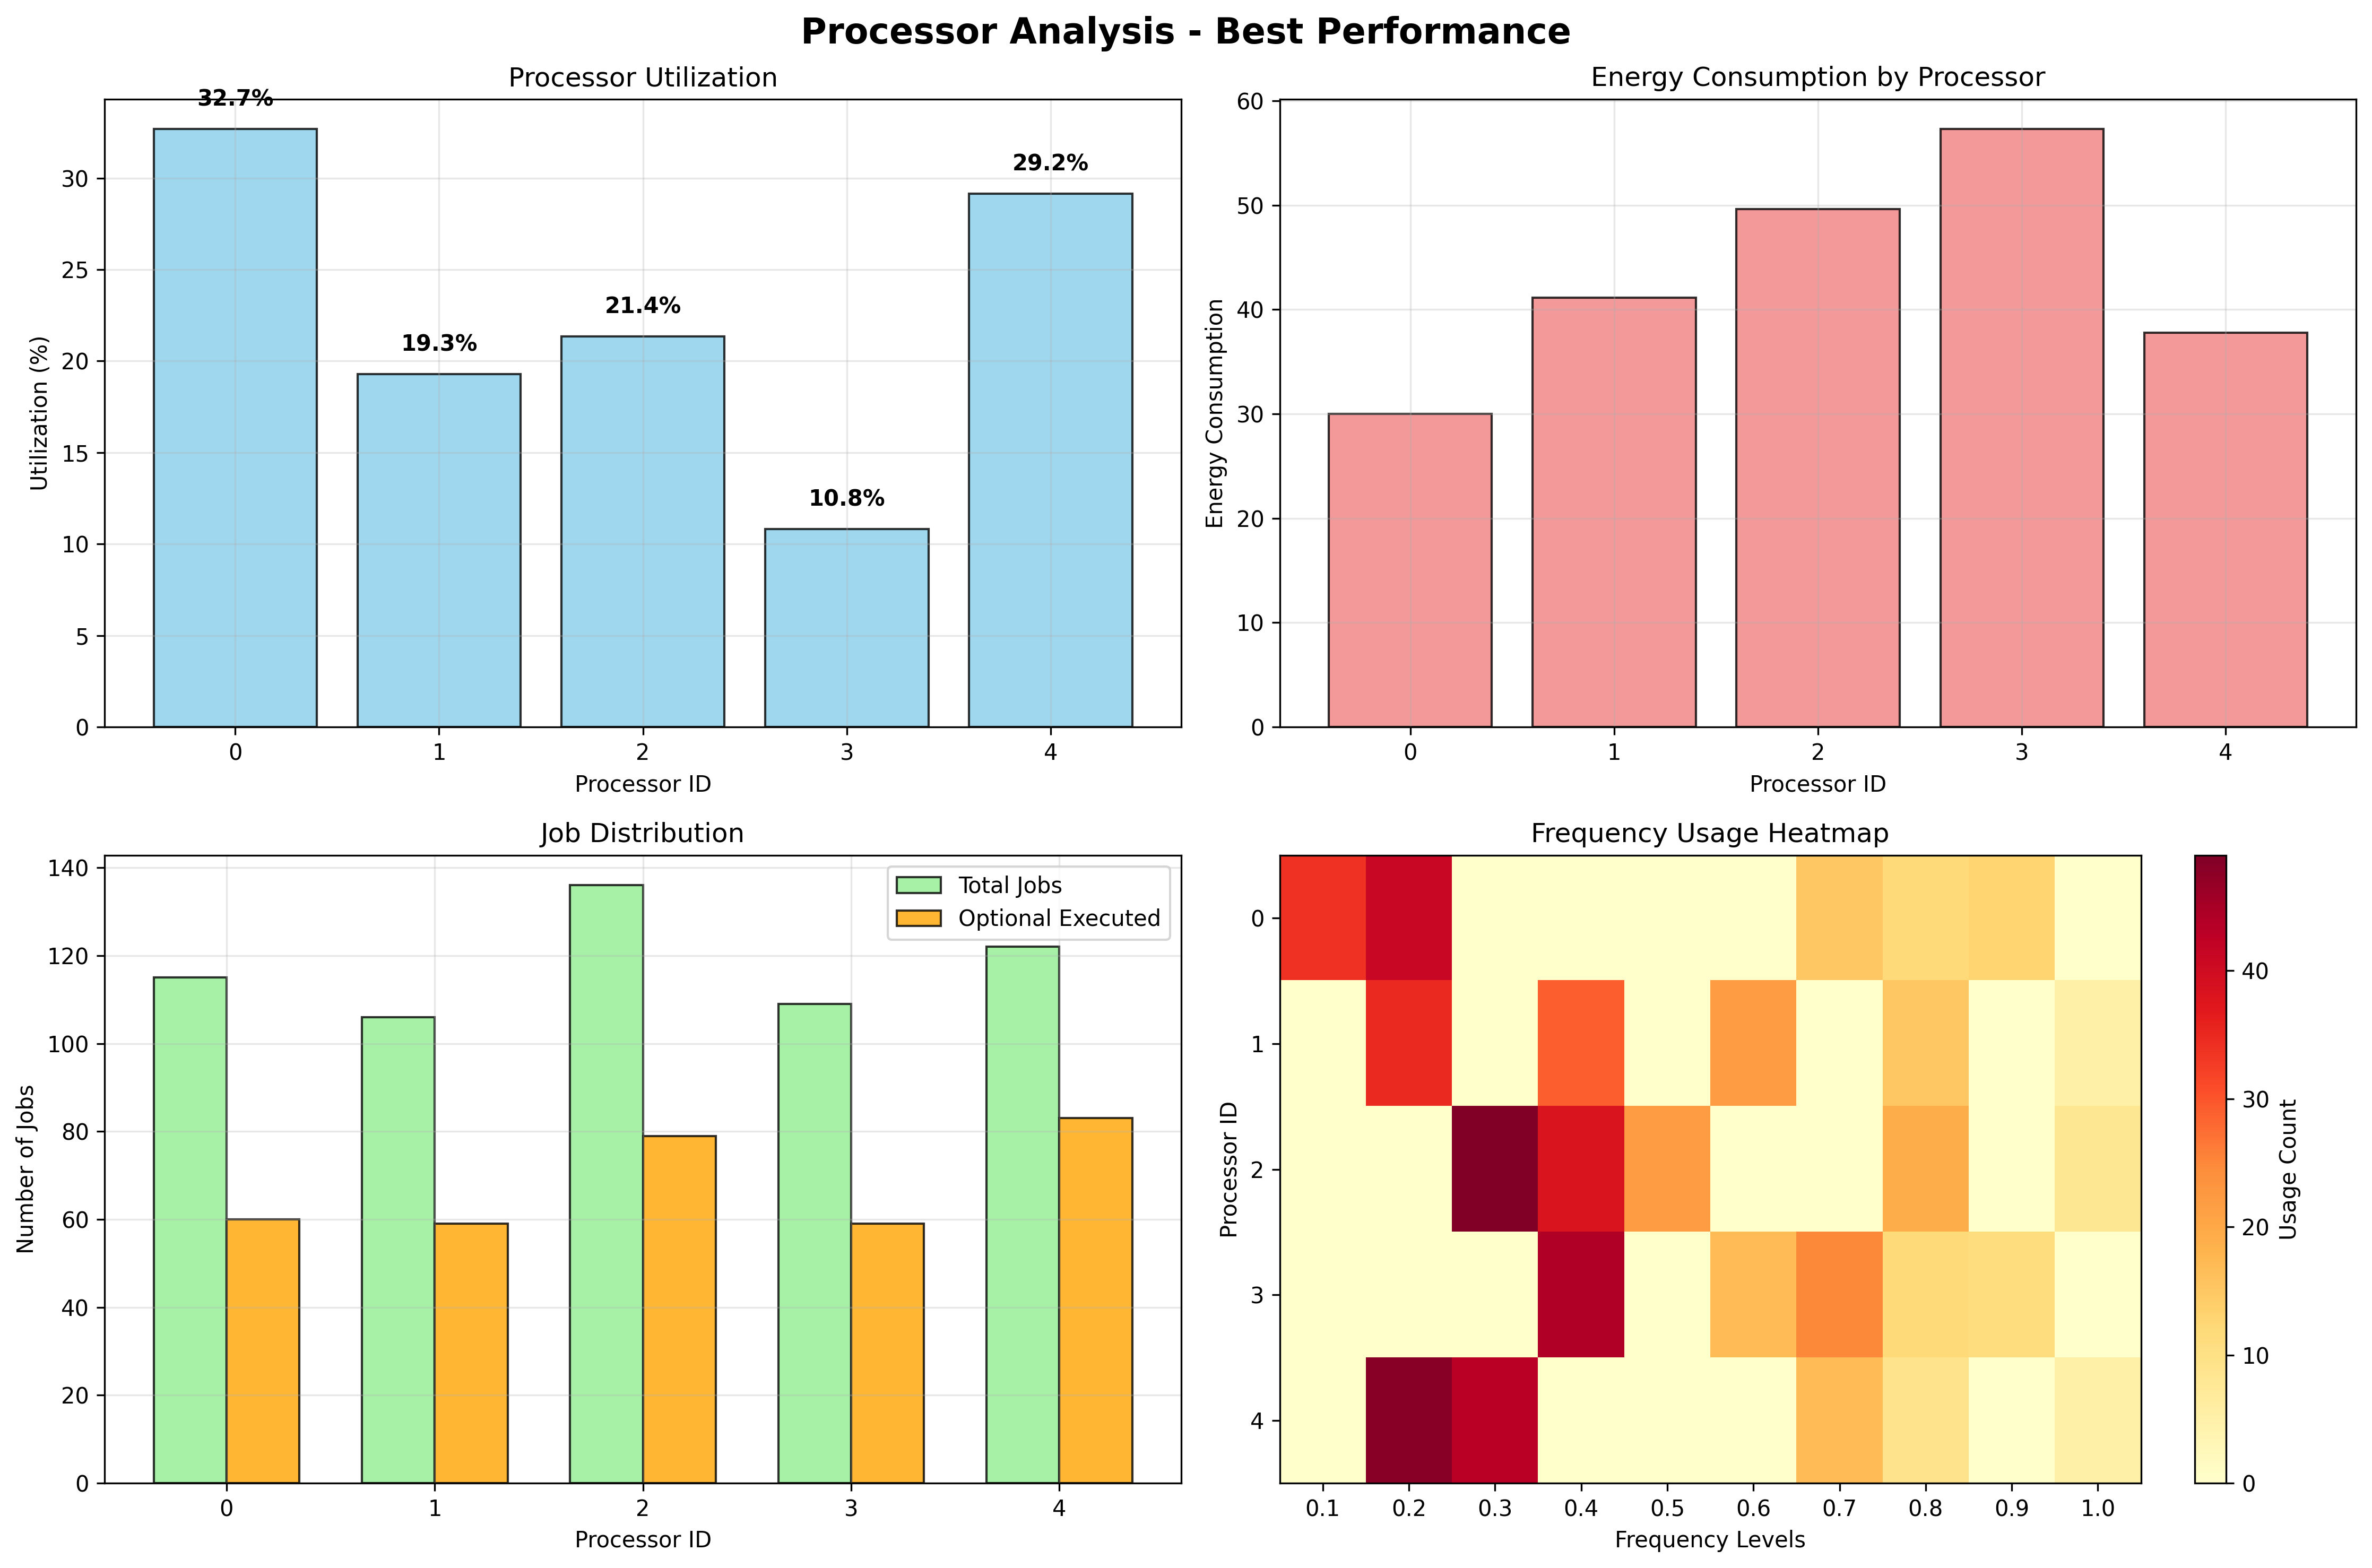 Processor Analysis - Best Performance
Processor Utilization
32.7%
19.3%
21.4%
10.8%
29.2%
30
25
20
15
10
5
0
Utilization (%)
0 1 2 3 4
Processor ID
Energy Consumption by Processor
60
50
40
30
20
10
0
Energy Consumption
0 1 2 3 4
Processor ID
Job Distribution
Total Jobs
Optional Executed
140
120
100
80
60
40
20
0
Number of Jobs
0 1 2 3 4
Processor ID
Frequency Usage Heatmap
0
1
2
3
4
Processor ID
0.1 0.2 0.3 0.4 0.5 0.6 0.7 0.8 0.9 1.0
Frequency Levels
40
30
20
10
0
Usage Count